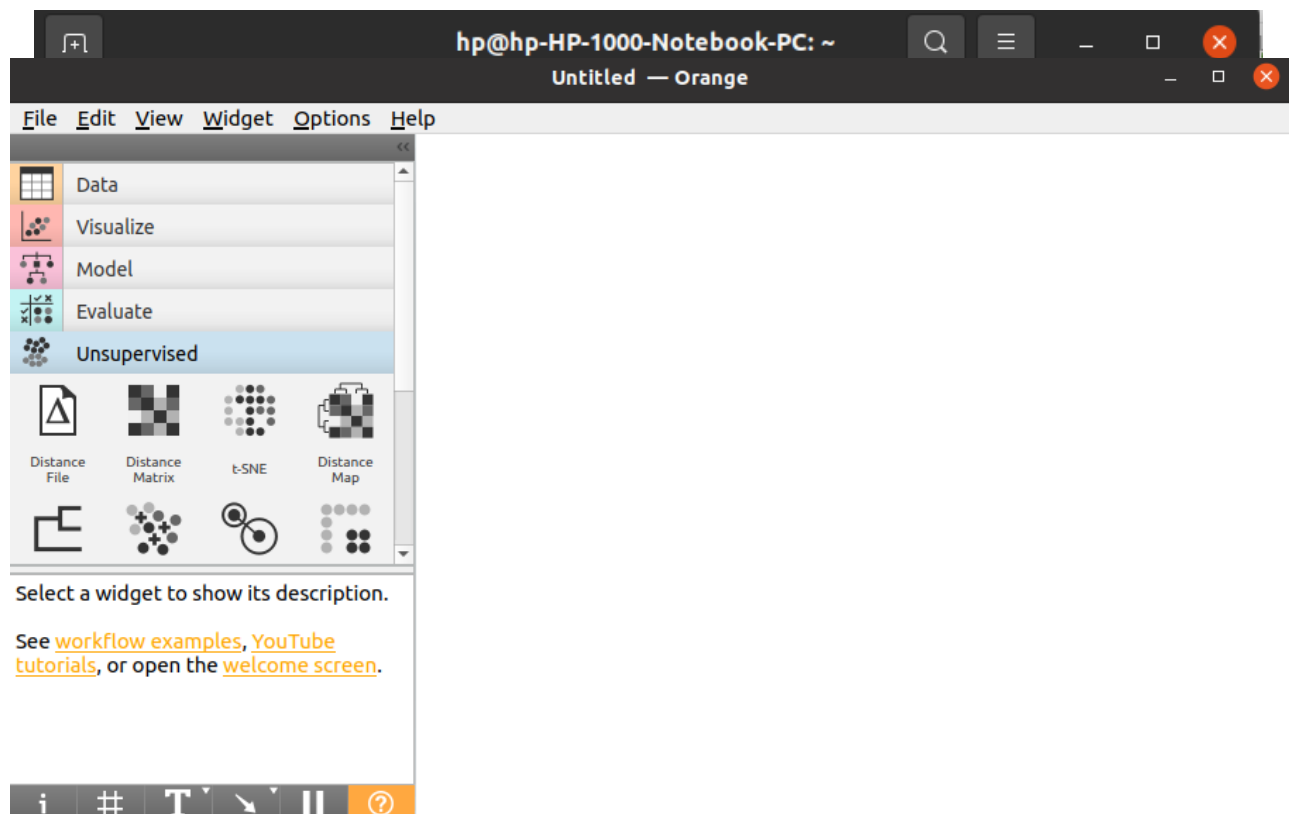 hp@hp-HP-1000-Notebook-PC: ~
Untitled — Orange
File Edit View Widget Options Help
Data
Visualize
Model
Evaluate
Unsupervised
Distance File
Distance Matrix
t-SNE
Distance Map
Select a widget to show its description.
See workflow examples, YouTube
tutorials, or open the welcome screen.
i # T ?